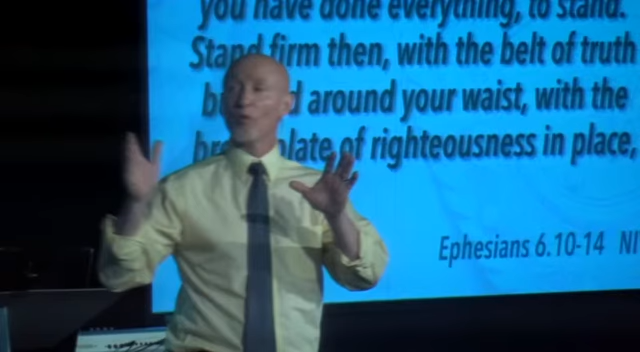 you have done everything, to stand.
Stand firm then, with the belt of truth
around your waist, with the
of righteousness in place,
Ephesians 6.10-14 NI